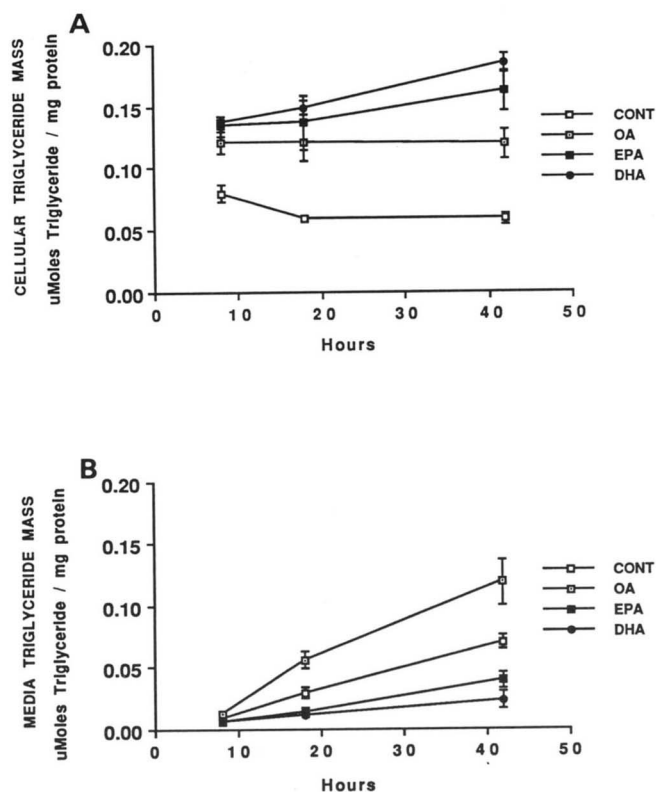 A
CELLULAR TRIGLYCERIDE MASS
uMoles Triglyceride / mg protein
0.20
0.15
0.10
0.05
0.00
0
10
20
30
40
50
Hours
CONT
OA
EPA
DHA
B
MEDIA TRIGLYCERIDE MASS
uMoles Triglyceride / mg protein
0.20
0.15
0.10
0.05
0.00
0
10
20
30
40
50
Hours
CONT
OA
EPA
DHA